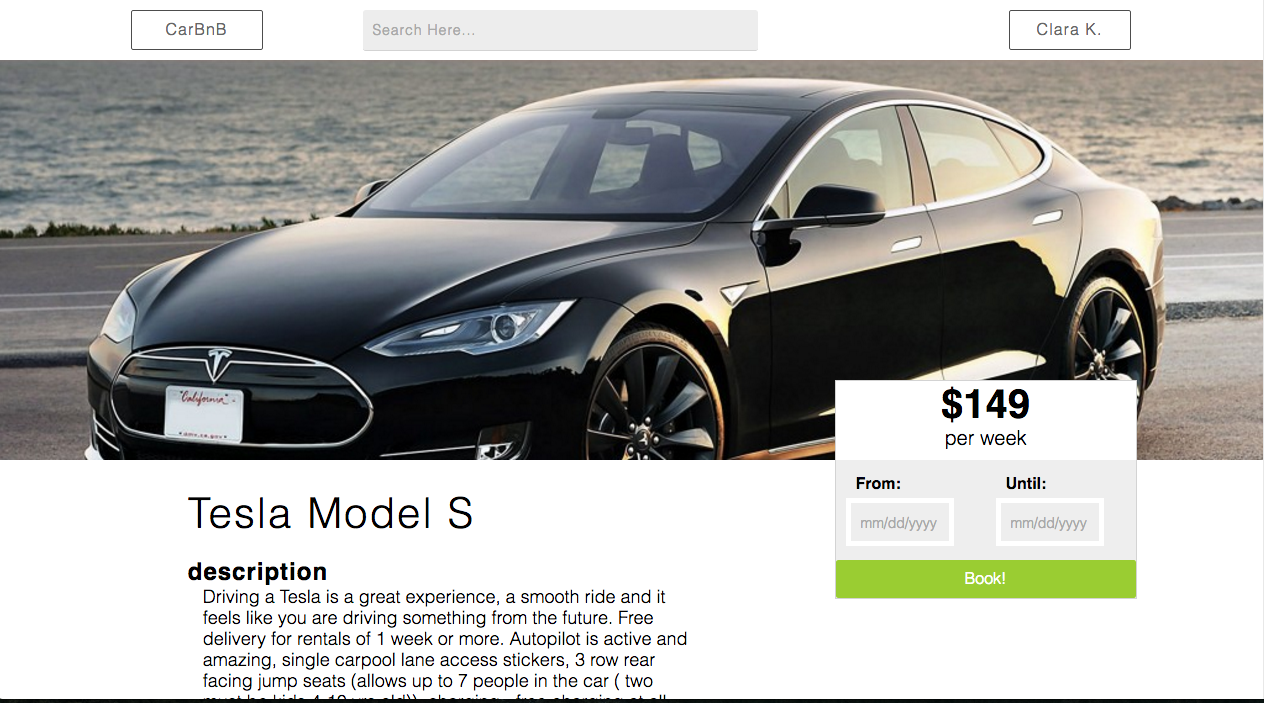 CarBnB
Search Here...
Clara K.
California
$149
per week
From:
Until:
mm/dd/yyyy
mm/dd/yyyy
Book!
Tesla Model S
description
Driving a Tesla is a great experience, a smooth ride and it
feels like you are driving something from the future. Free
delivery for rentals of 1 week or more. Autopilot is active and
amazing, single carpool lane access stickers, 3 row rear
facing jump seats (allows up to 7 people in the car ( two